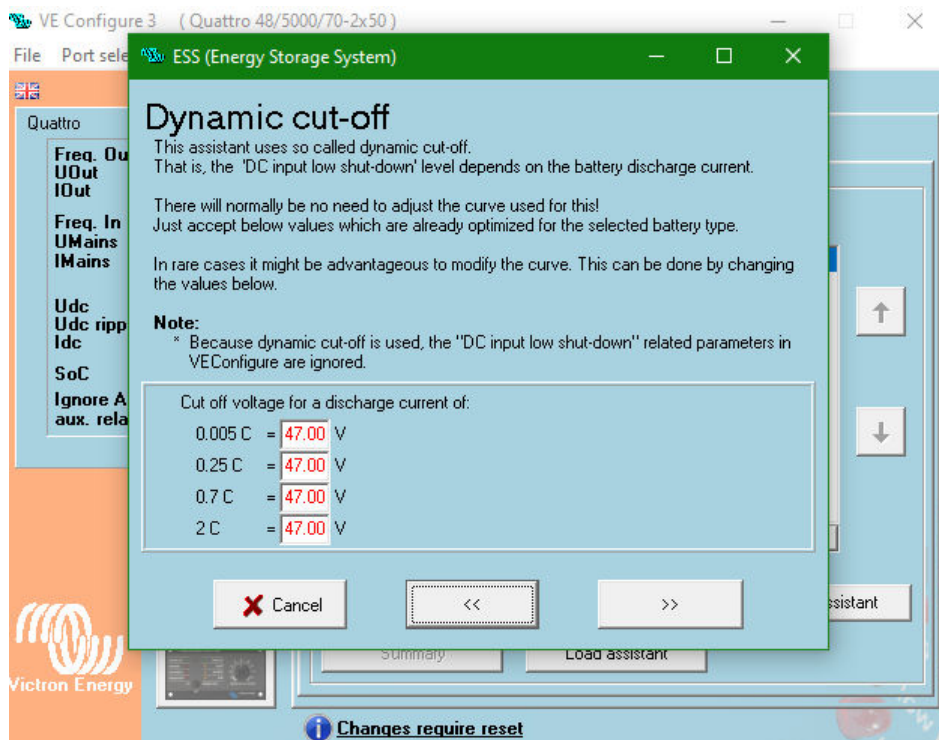 VE Configure 3 ( Quattro 48/5000/70-2x50 )
File Port sele
ESS (Energy Storage System)
Quattro
Freq. Ou
UOut
IOut
Freq. In
UMains
IMains
Udc
Udc ripp
Idc
SoC
Ignore A
aux. rela
Dynamic cut-off
This assistant uses so called dynamic cut-off.
That is, the 'DC input low shut-down' level depends on the battery discharge current.
There will normally be no need to adjust the curve used for this!
Just accept below values which are already optimized for the selected battery type.
In rare cases it might be advantageous to modify the curve. This can be done by changing
the values below.
Note:
* Because dynamic cut-off is used, the "DC input low shut-down" related parameters in
VEConfigure are ignored.
Cut off voltage for a discharge current of:
0.005 C = 47.00 V
0.25 C = 47.00 V
0.7 C = 47.00 V
2 C = 47.00 V
Cancel << >>
ssistant
Summary Load assistant
Victron Energy
Changes require reset